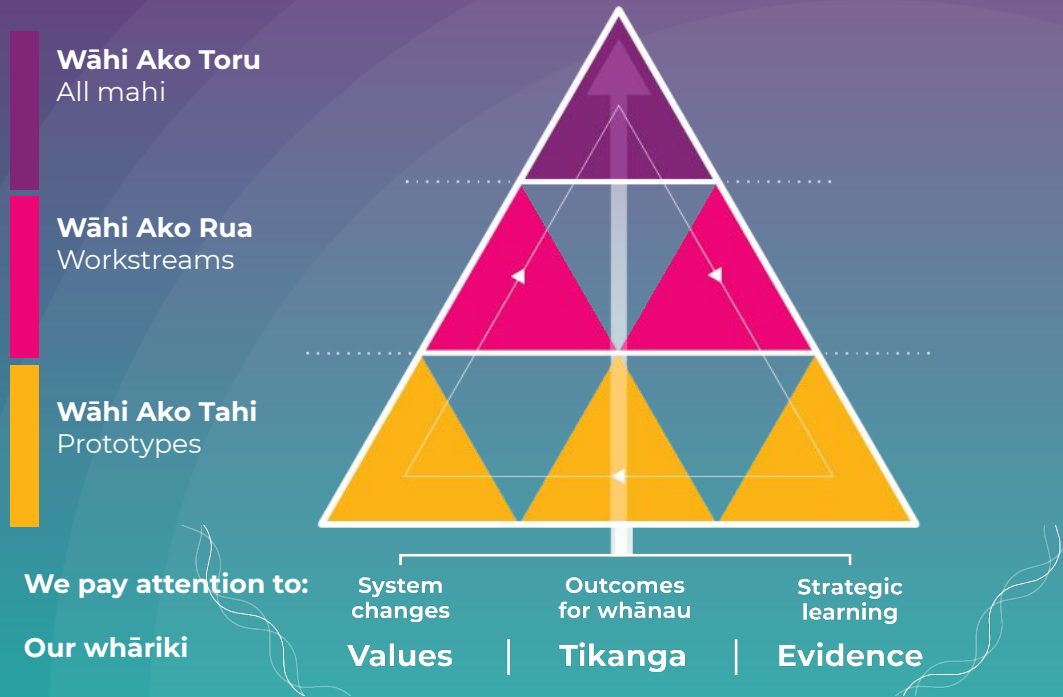 Wāhi Ako Toru
All mahi
Wāhi Ako Rua
Workstreams
Wāhi Ako Tahi
Prototypes
We pay attention to:
System
changes
Outcomes
for whānau
Strategic
learning
Our whāriki
Values | Tikanga | Evidence